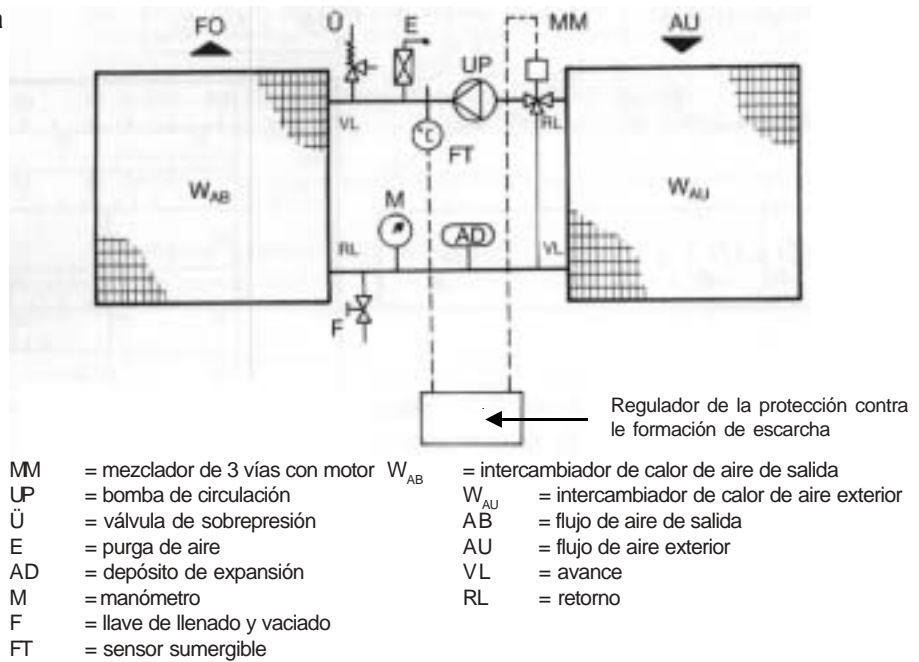 a
FO Ü E MM AU
UP
VL RL
°C
FT
W_AB W_AU
M
AD
RL VL
F
Regulador de la protección contra
le formación de escarcha
MM = mezclador de 3 vías con motor W_AB = intercambiador de calor de aire de salida
UP = bomba de circulación W_AU = intercambiador de calor de aire exterior
Ü = válvula de sobrepresión AB = flujo de aire de salida
E = purga de aire AU = flujo de aire exterior
AD = depósito de expansión VL = avance
M = manómetro RL = retorno
F = llave de llenado y vaciado
FT = sensor sumergible